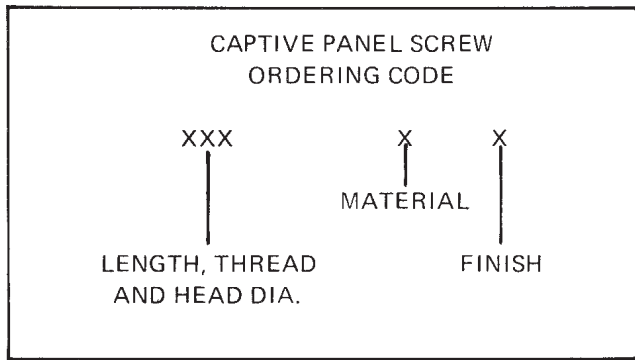 CAPTIVE PANEL SCREW
ORDERING CODE
XXX X X
MATERIAL
LENGTH, THREAD FINISH
AND HEAD DIA.